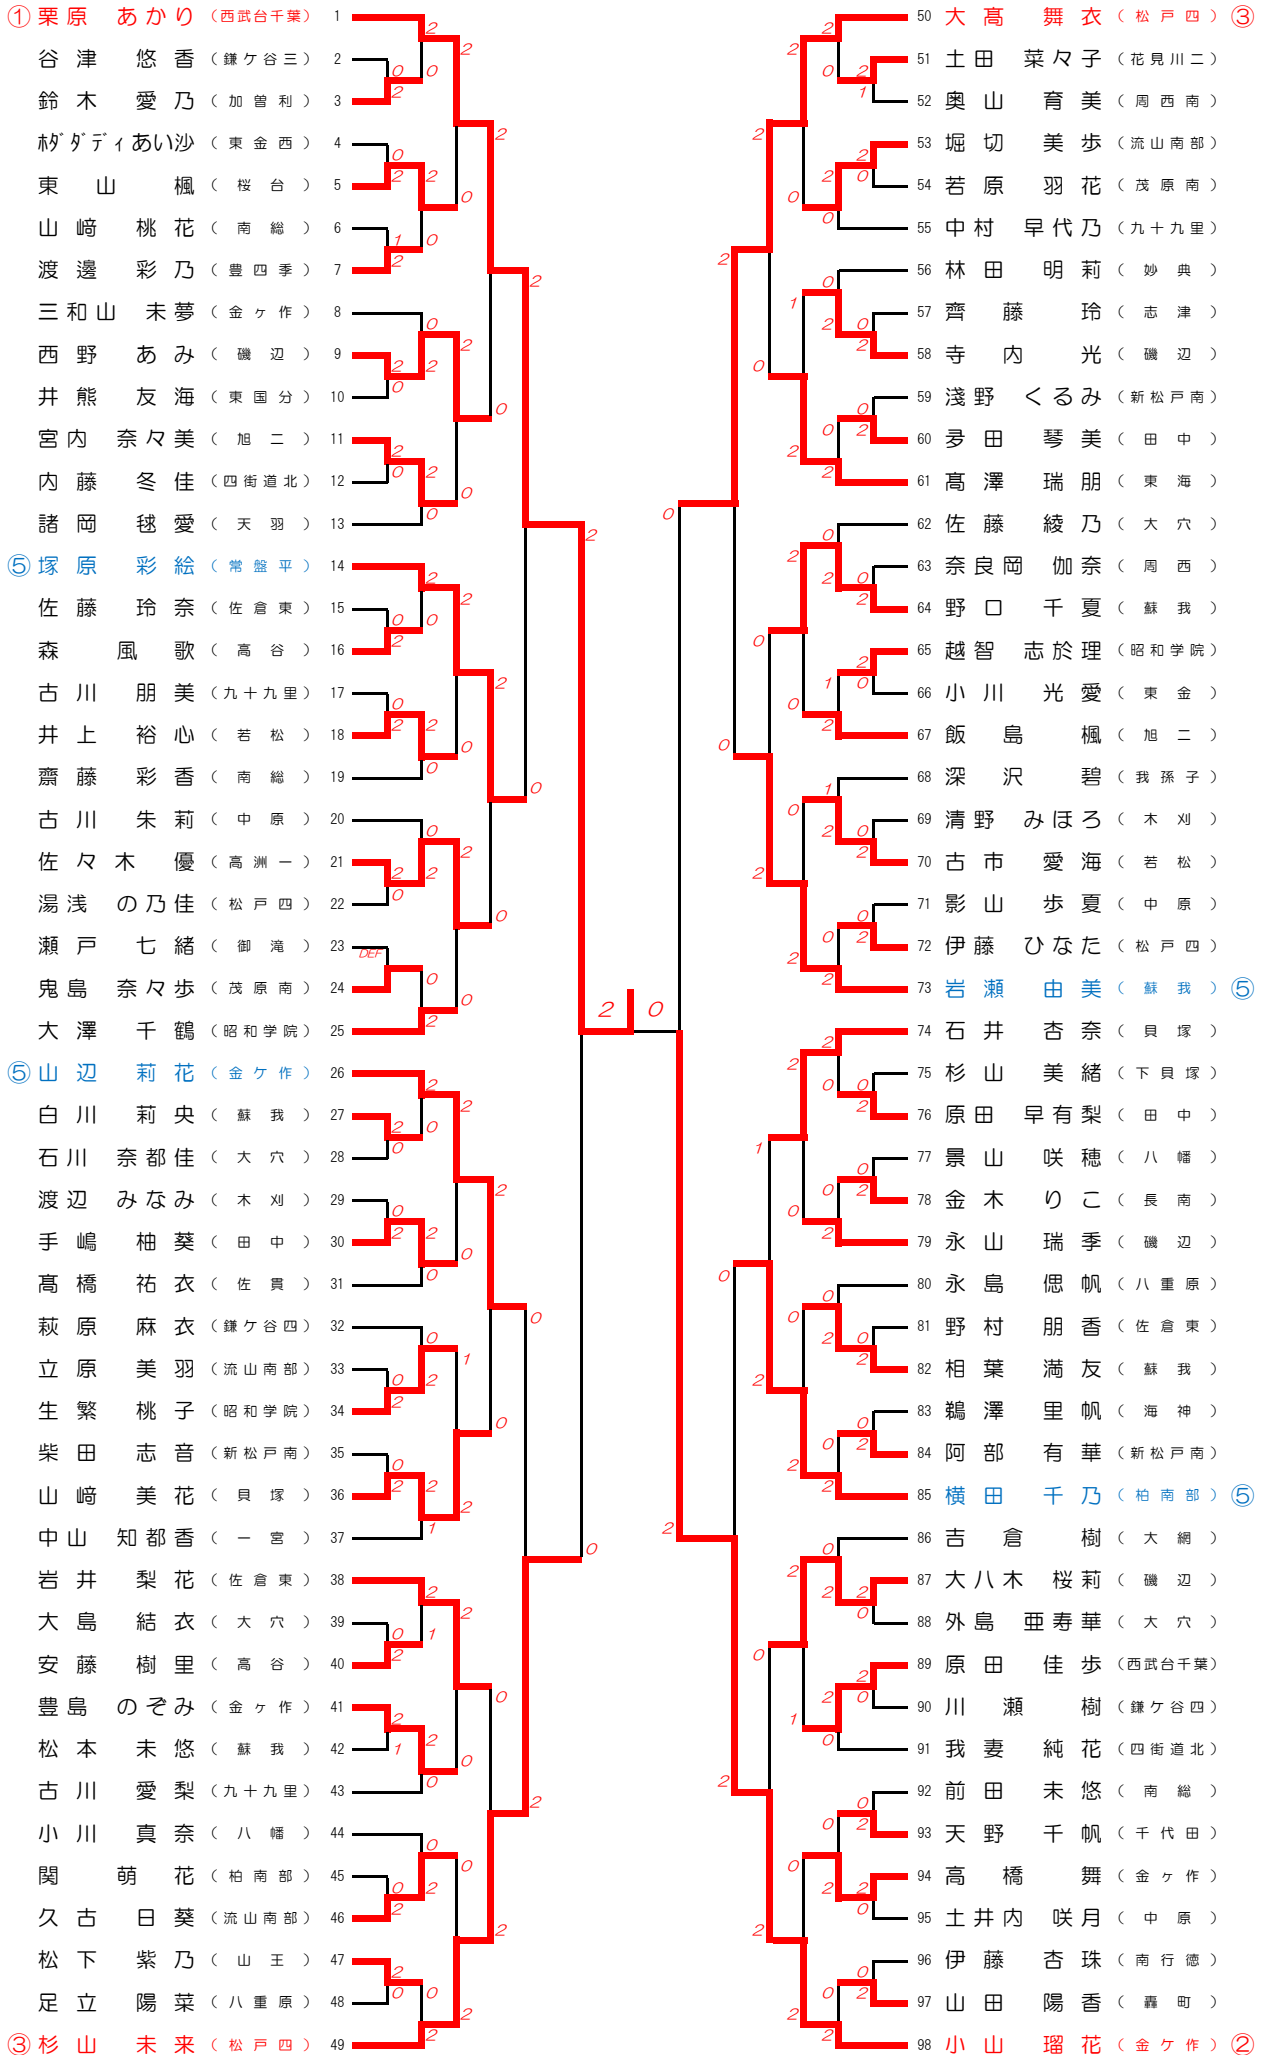 ① 栗原 あかり （西武台千葉） 1
谷津 悠香 （鎌ケ谷三） 2
鈴木 愛乃 （加曽利） 3
ﾎﾀﾞダディあい沙 （東金西） 4
東山 楓 （桜台） 5
山﨑 桃花 （南総） 6
渡邊 彩乃 （豊四季） 7
三和山 未夢 （金ヶ作） 8
西野 あみ （磯辺） 9
井熊 友海 （東国分） 10
宮内 奈々美 （旭二） 11
内藤 冬佳 （四街道北） 12
諸岡 毬愛 （天羽） 13
⑤ 塚原 彩絵 （常盤平） 14
佐藤 玲奈 （佐倉東） 15
森 風歌 （高谷） 16
古川 朋美 （九十九里） 17
井上 裕心 （若松） 18
齋藤 彩香 （南総） 19
古川 朱莉 （中原） 20
佐々木 優 （高洲一） 21
湯浅 の乃佳 （松戸四） 22
瀬戸 七緒 （御滝） 23
DEF
鬼島 奈々歩 （茂原南） 24
大澤 千鶴 （昭和学院） 25
⑤ 山辺 莉花 （金ケ作） 26
白川 莉央 （蘇我） 27
石川 奈都佳 （大穴） 28
渡辺 みなみ （木刈） 29
手嶋 柚葵 （田中） 30
髙橋 祐衣 （佐貫） 31
萩原 麻衣 （鎌ケ谷四） 32
立原 美羽 （流山南部） 33
生繁 桃子 （昭和学院） 34
柴田 志音 （新松戸南） 35
山﨑 美花 （貝塚） 36
中山 知都香 （一宮） 37
岩井 梨花 （佐倉東） 38
大島 結衣 （大穴） 39
安藤 樹里 （高谷） 40
豊島 のぞみ （金ヶ作） 41
松本 未悠 （蘇我） 42
古川 愛梨 （九十九里） 43
小川 真奈 （八幡） 44
関 萌花 （柏南部） 45
久古 日葵 （流山南部） 46
松下 紫乃 （山王） 47
足立 陽菜 （八重原） 48
③ 杉山 未来 （松戸四） 49
2 0
50 大髙 舞衣 （松戸四） ③
51 土田 菜々子 （花見川二）
52 奥山 育美 （周西南）
53 堀切 美歩 （流山南部）
54 若原 羽花 （茂原南）
55 中村 早代乃 （九十九里）
56 林田 明莉 （妙典）
57 齊藤 玲 （志津）
58 寺内 光 （磯辺）
59 淺野 くるみ （新松戸南）
60 夛田 琴美 （田中）
61 髙澤 瑞朋 （東海）
62 佐藤 綾乃 （大穴）
63 奈良岡 伽奈 （周西）
64 野口 千夏 （蘇我）
65 越智 志於理 （昭和学院）
66 小川 光愛 （東金）
67 飯島 楓 （旭二）
68 深沢 碧 （我孫子）
69 清野 みほろ （木刈）
70 古市 愛海 （若松）
71 影山 歩夏 （中原）
72 伊藤 ひなた （松戸四）
73 岩瀬 由美 （蘇我） ⑤
74 石井 杏奈 （貝塚）
75 杉山 美緒 （下貝塚）
76 原田 早有梨 （田中）
77 景山 咲穂 （八幡）
78 金木 りこ （長南）
79 永山 瑞季 （磯辺）
80 永島 偲帆 （八重原）
81 野村 朋香 （佐倉東）
82 相葉 満友 （蘇我）
83 鵜澤 里帆 （海神）
84 阿部 有華 （新松戸南）
85 横田 千乃 （柏南部） ⑤
86 吉倉 樹 （大網）
87 大八木 桜莉 （磯辺）
88 外島 亜寿華 （大穴）
89 原田 佳歩 （西武台千葉）
90 川瀬 樹 （鎌ケ谷四）
91 我妻 純花 （四街道北）
92 前田 未悠 （南総）
93 天野 千帆 （千代田）
94 高橋 舞 （金ヶ作）
95 土井内 咲月 （中原）
96 伊藤 杏珠 （南行徳）
97 山田 陽香 （轟町）
98 小山 瑠花 （金ケ作） ②